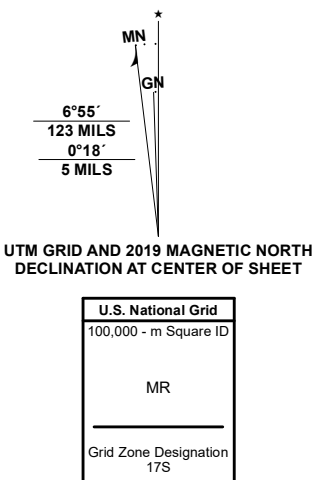 ★
MN
GN
6°55´
123 MILS
0°18´
5 MILS
UTM GRID AND 2019 MAGNETIC NORTH
DECLINATION AT CENTER OF SHEET
U.S. National Grid
100,000 - m Square ID
MR
Grid Zone Designation
17S